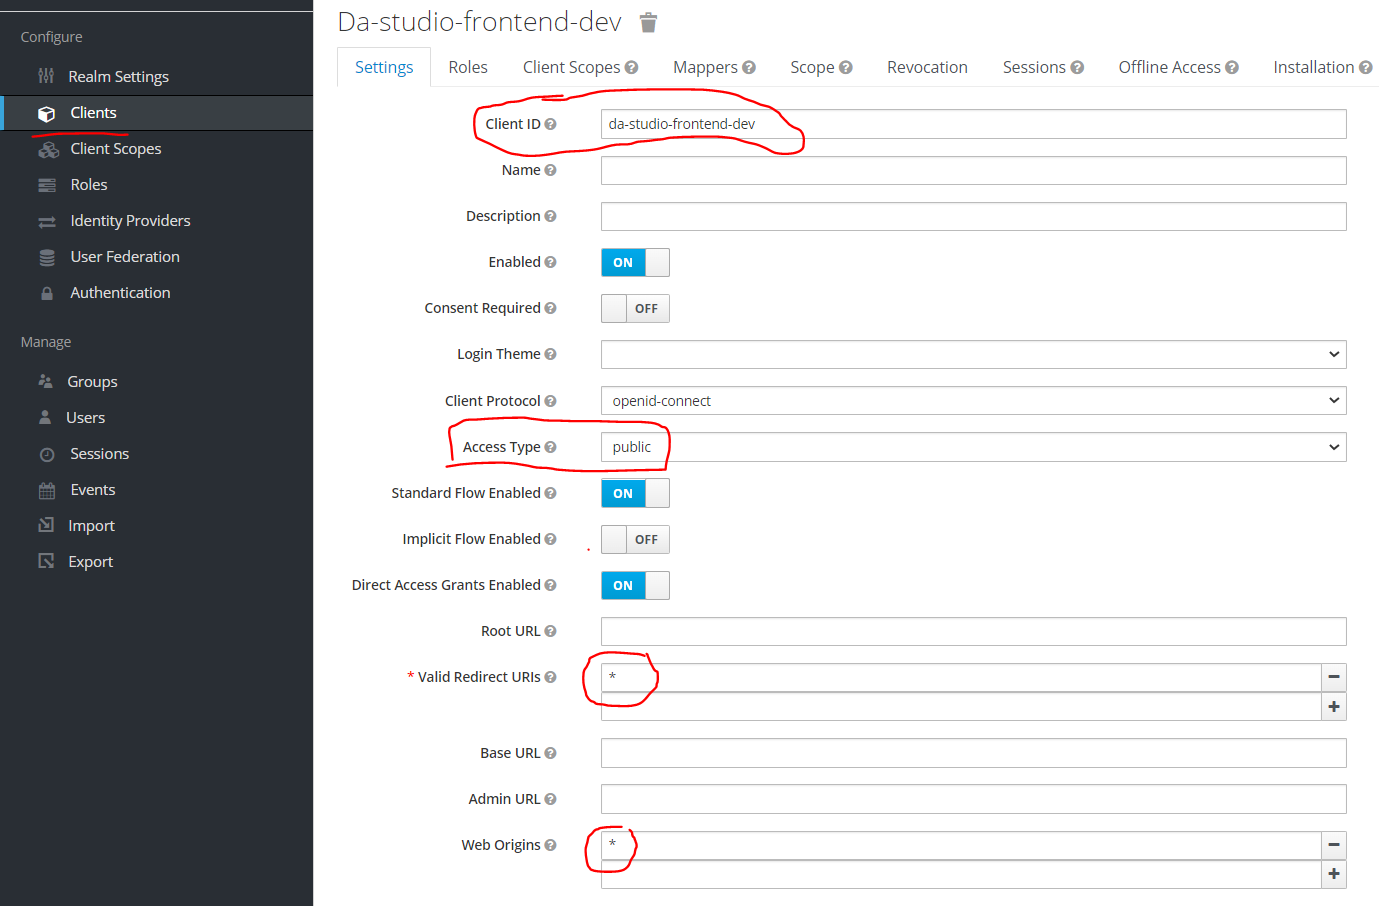 Configure
Realm Settings
Clients
Client Scopes
Roles
Identity Providers
User Federation
Authentication
Manage
Groups
Users
Sessions
Events
Import
Export
Da-studio-frontend-dev
Settings Roles Client Scopes Mappers Scope Revocation Sessions Offline Access Installation
Client ID da-studio-frontend-dev
Name
Description
Enabled ON
Consent Required OFF
Login Theme
Client Protocol openid-connect
Access Type public
Standard Flow Enabled ON
Implicit Flow Enabled OFF
Direct Access Grants Enabled ON
Root URL
* Valid Redirect URIs *
Base URL
Admin URL
Web Origins *